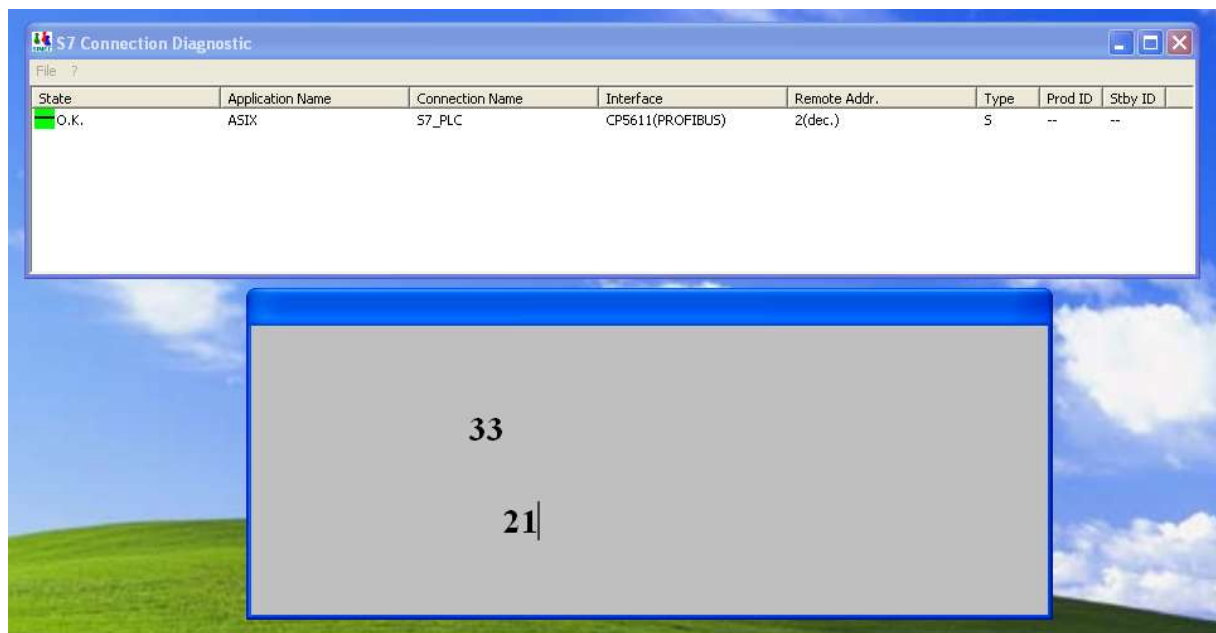 S7 Connection Diagnostic
File ?
State Application Name Connection Name Interface Remote Addr. Type Prod ID Stby ID
O.K. ASIX S7_PLC CP5611(PROFIBUS) 2(dec.) S -- --
33
21